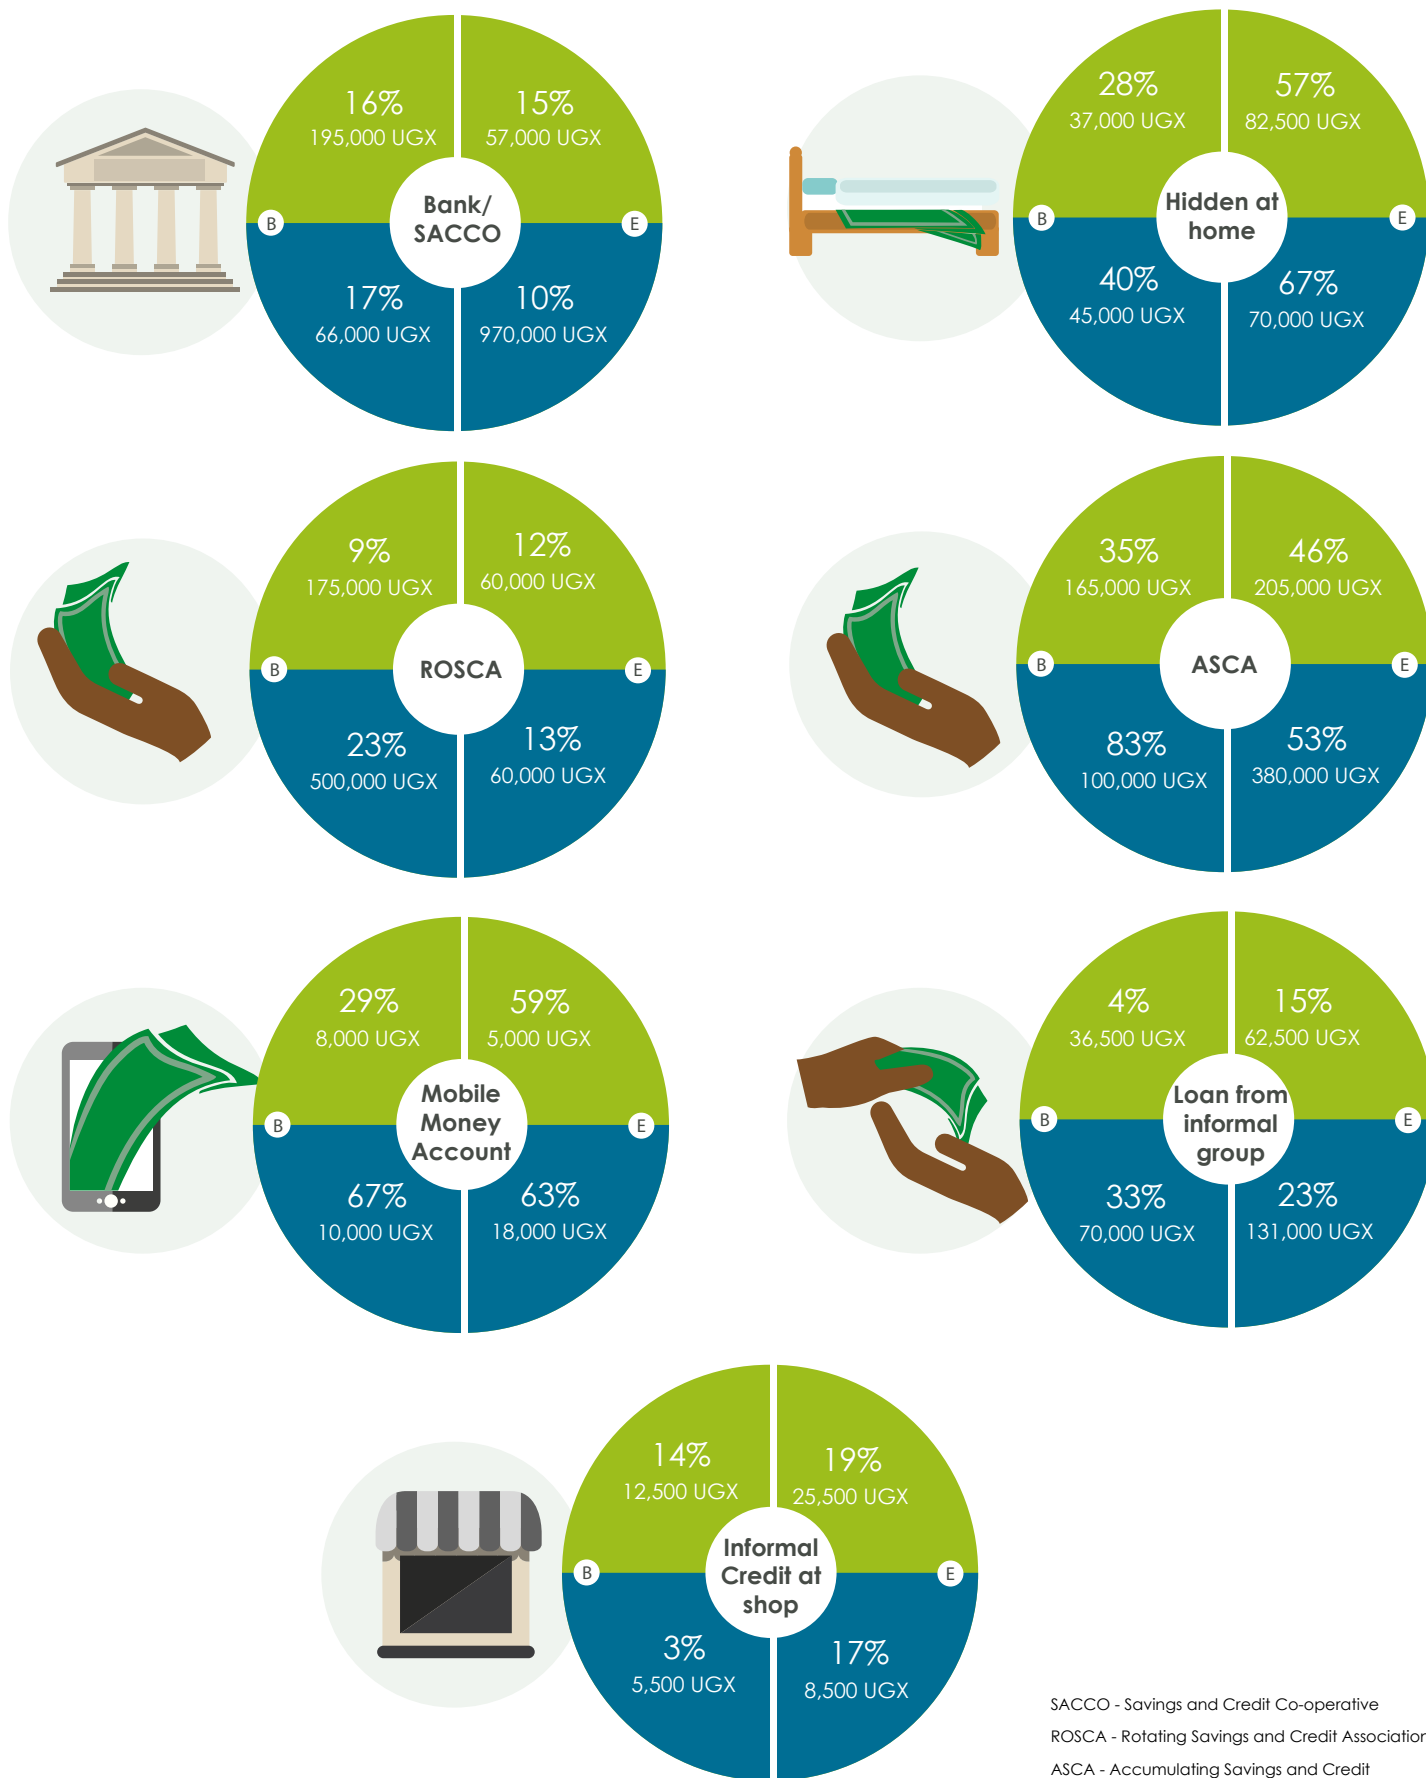 16%
195,000 UGX
15%
57,000 UGX
B
Bank/
SACCO
E
17%
66,000 UGX
10%
970,000 UGX
28%
37,000 UGX
57%
82,500 UGX
B
Hidden at
home
E
40%
45,000 UGX
67%
70,000 UGX
9%
175,000 UGX
12%
60,000 UGX
B
ROSCA
E
23%
500,000 UGX
13%
60,000 UGX
35%
165,000 UGX
46%
205,000 UGX
B
ASCA
E
83%
100,000 UGX
53%
380,000 UGX
29%
8,000 UGX
59%
5,000 UGX
B
Mobile
Money
Account
E
67%
10,000 UGX
63%
18,000 UGX
4%
36,500 UGX
15%
62,500 UGX
B
Loan from
informal
group
E
33%
70,000 UGX
23%
131,000 UGX
14%
12,500 UGX
19%
25,500 UGX
B
Informal
Credit at
shop
E
3%
5,500 UGX
17%
8,500 UGX
SACCO - Savings and Credit Co-operative
ROSCA - Rotating Savings and Credit Association
ASCA - Accumulating Savings and Credit